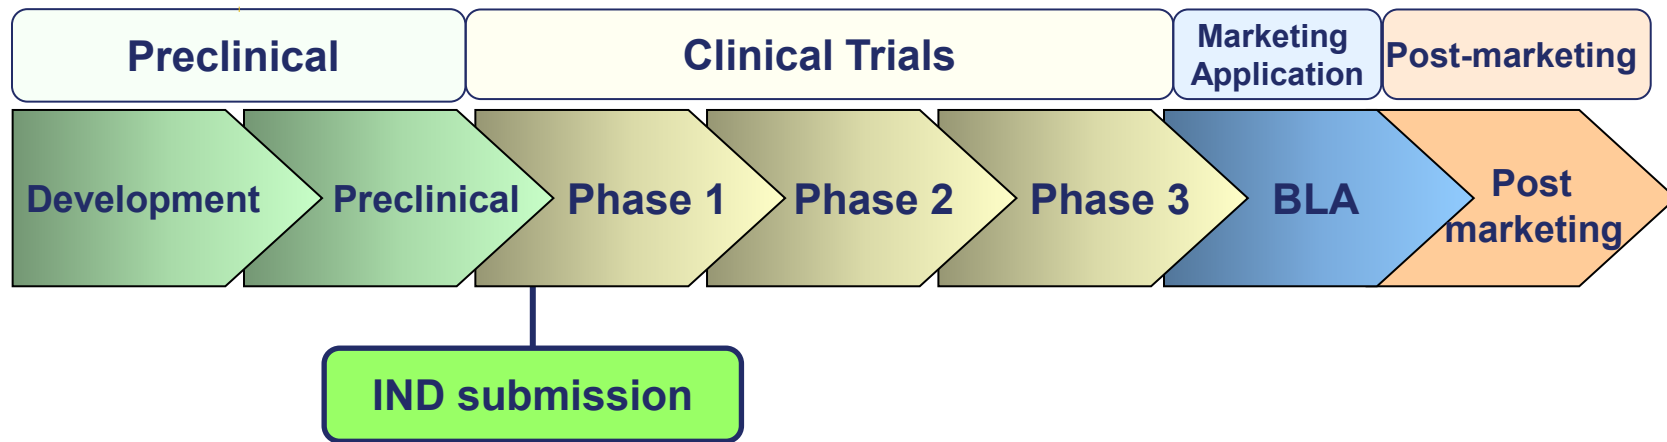 Preclinical
Clinical Trials
Marketing
Application
Post-marketing
Development
Preclinical
Phase 1
Phase 2
Phase 3
BLA
Post
marketing
IND submission